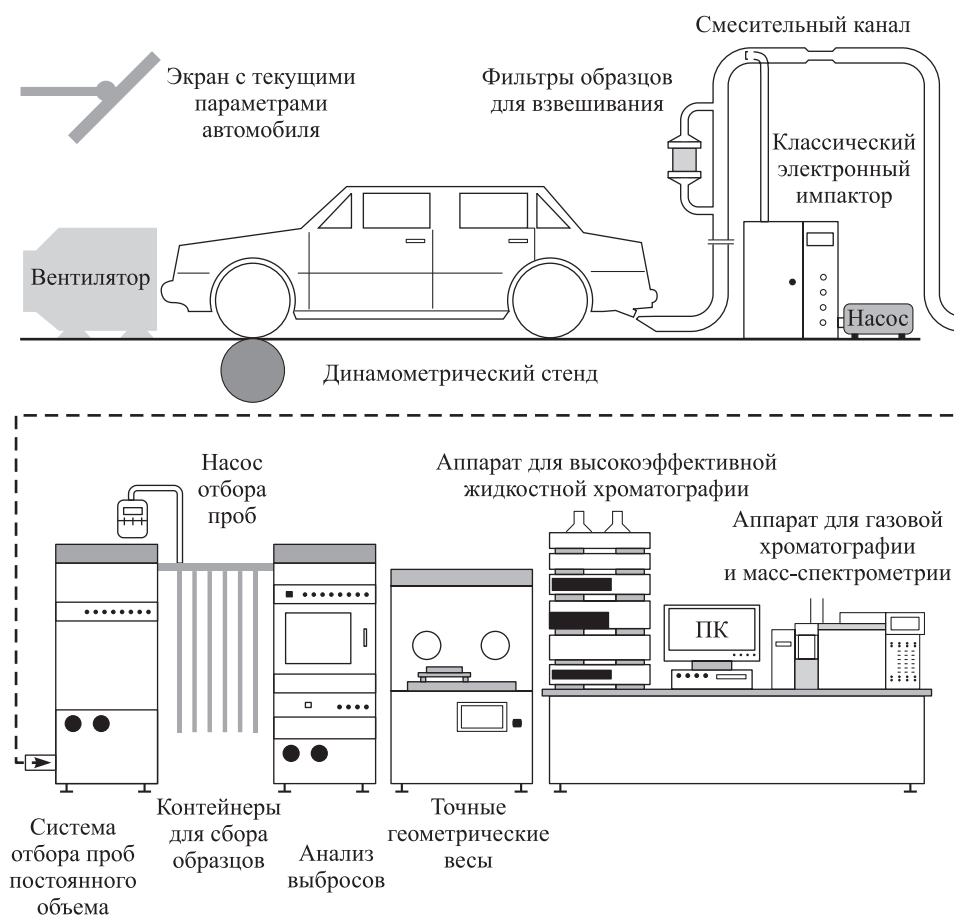 Смесительный канал
Экран с текущими
параметрами
автомобиля
Фильтры образцов
для взвешивания
Классический
электронный
импактор
Вентилятор
Насос
Динамометрический стенд
Насос
отбора
проб
Аппарат для высокоэффективной
жидкостной хроматографии
Аппарат для газовой
хроматографии
и масс-спектрометрии
ПК
Система
отбора проб
постоянного
объема
Контейнеры
для сбора
образцов
Анализ
выбросов
Точные
геометрические
весы